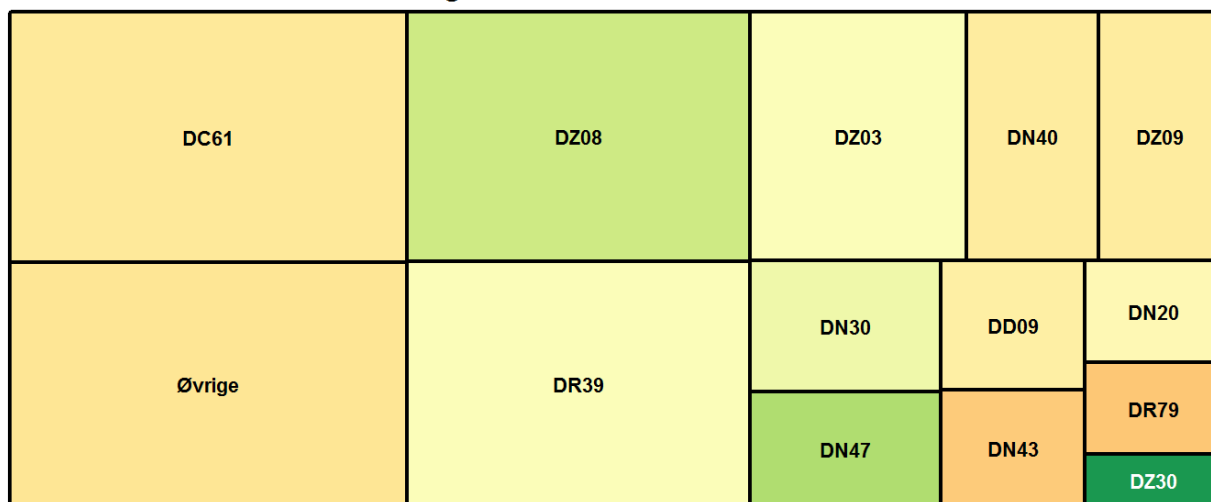 DC61
DZ08
DZ03
DN40
DZ09
Øvrige
DR39
DN30
DD09
DN20
DN47
DN43
DR79
DZ30